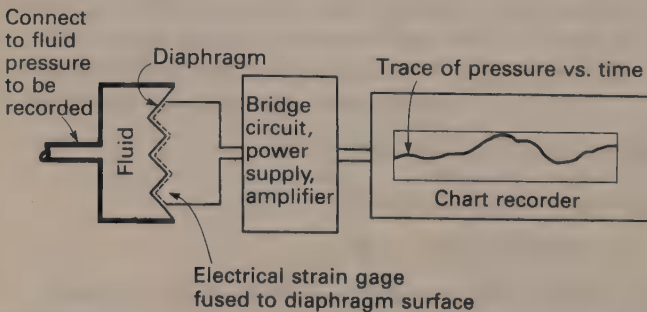 Connect
to fluid
pressure
to be
recorded
Diaphragm
Fluid
Bridge
circuit,
power
supply,
amplifier
Trace of pressure vs. time
Chart recorder
Electrical strain gage
fused to diaphragm surface